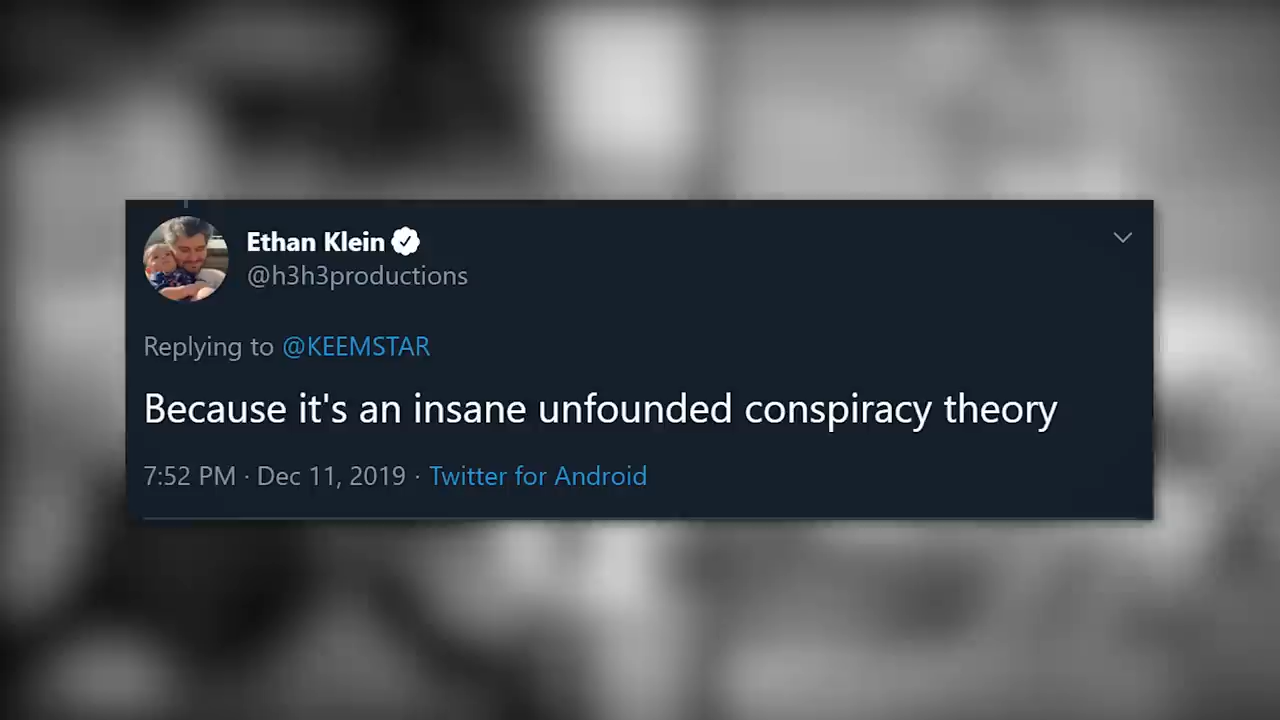 Ethan Klein
@h3h3productions
Replying to @KEEMSTAR
Because it's an insane unfounded conspiracy theory
7:52 PM · Dec 11, 2019 · Twitter for Android